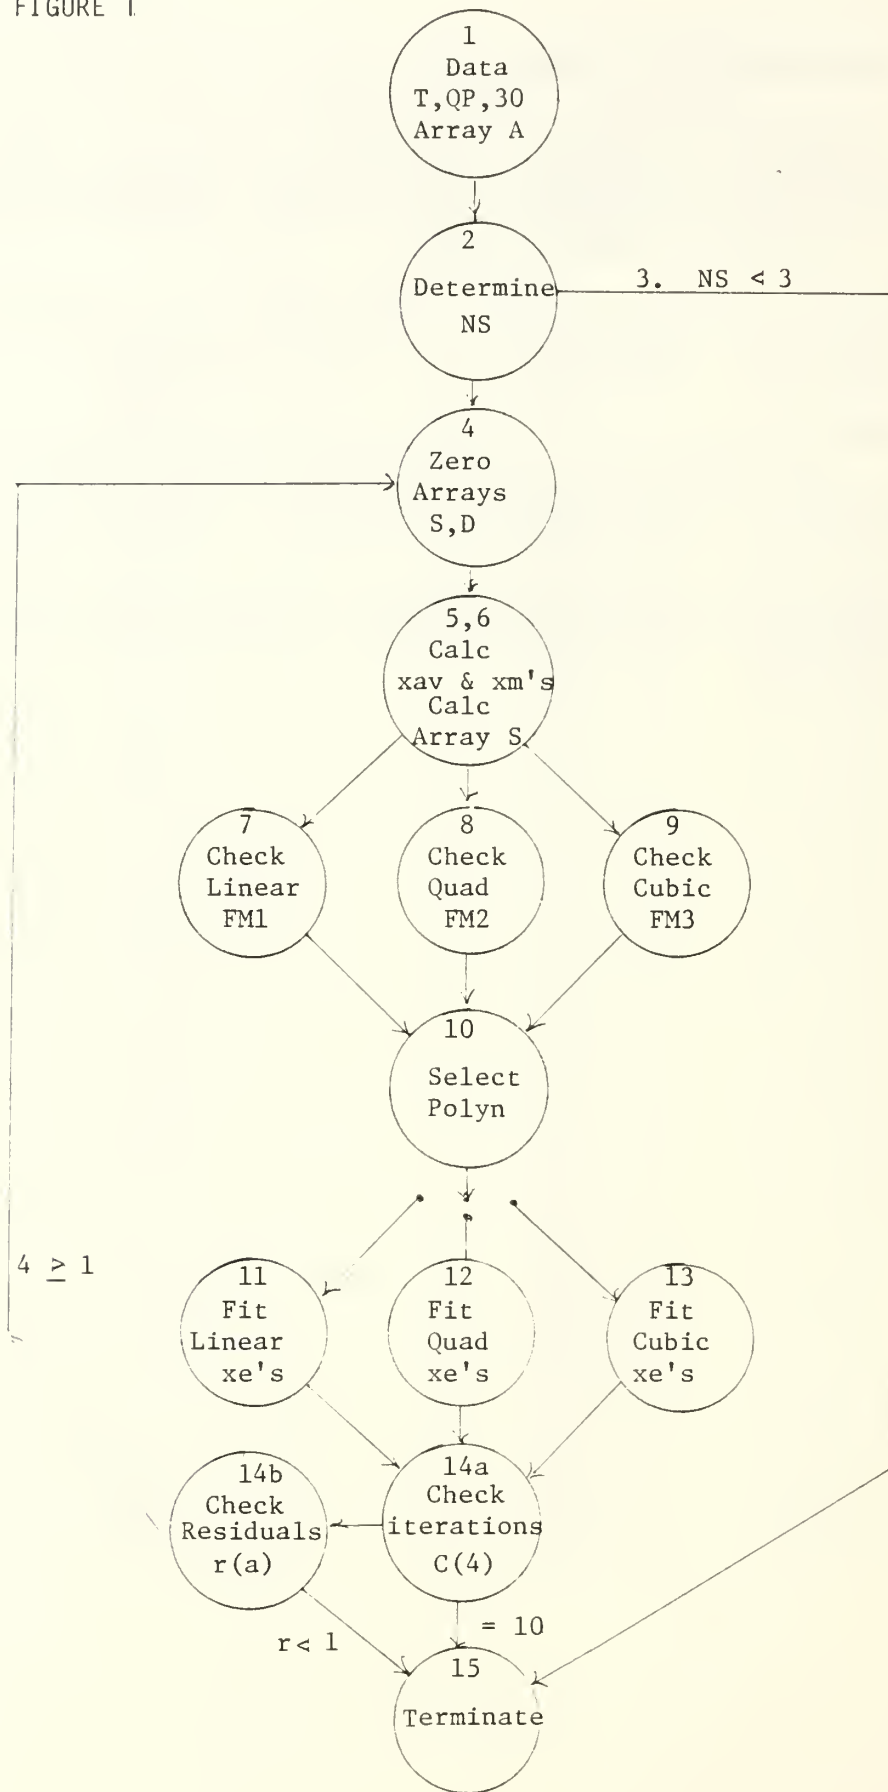 FIGURE 1
1
Data
T,QP,30
Array A
2
Determine
NS
3. NS < 3
4
Zero
Arrays
S,D
5,6
Calc
xav & xm's
Calc
Array S
7
Check
Linear
FM1
8
Check
Quad
FM2
9
Check
Cubic
FM3
10
Select
Polyn
4 ≥ 1
11
Fit
Linear
xe's
12
Fit
Quad
xe's
13
Fit
Cubic
xe's
14b
Check
Residuals
r(a)
14a
Check
iterations
C(4)
r< 1
= 10
15
Terminate